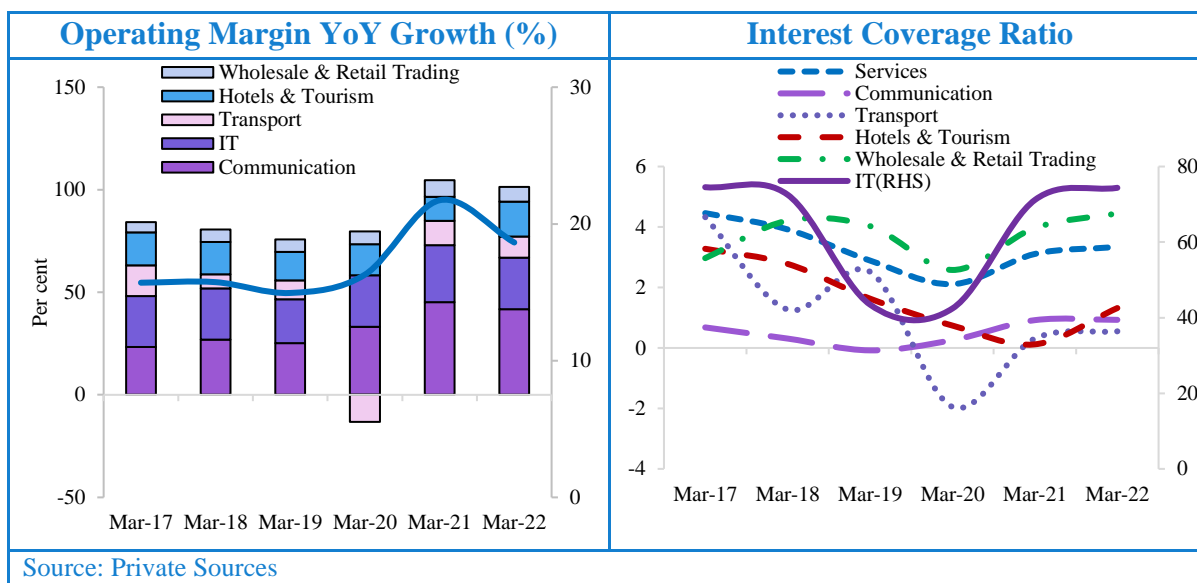 Operating Margin YoY Growth (%)
Wholesale & Retail Trading
Hotels & Tourism
Transport
IT
Communication
150
100
50
0
-50
Per cent
30
20
10
0
Mar-17 Mar-18 Mar-19 Mar-20 Mar-21 Mar-22
Interest Coverage Ratio
Services
Communication
Transport
Hotels & Tourism
Wholesale & Retail Trading
IT(RHS)
6
4
2
0
-2
-4
80
60
40
20
0
Mar-17 Mar-18 Mar-19 Mar-20 Mar-21 Mar-22
Source: Private Sources